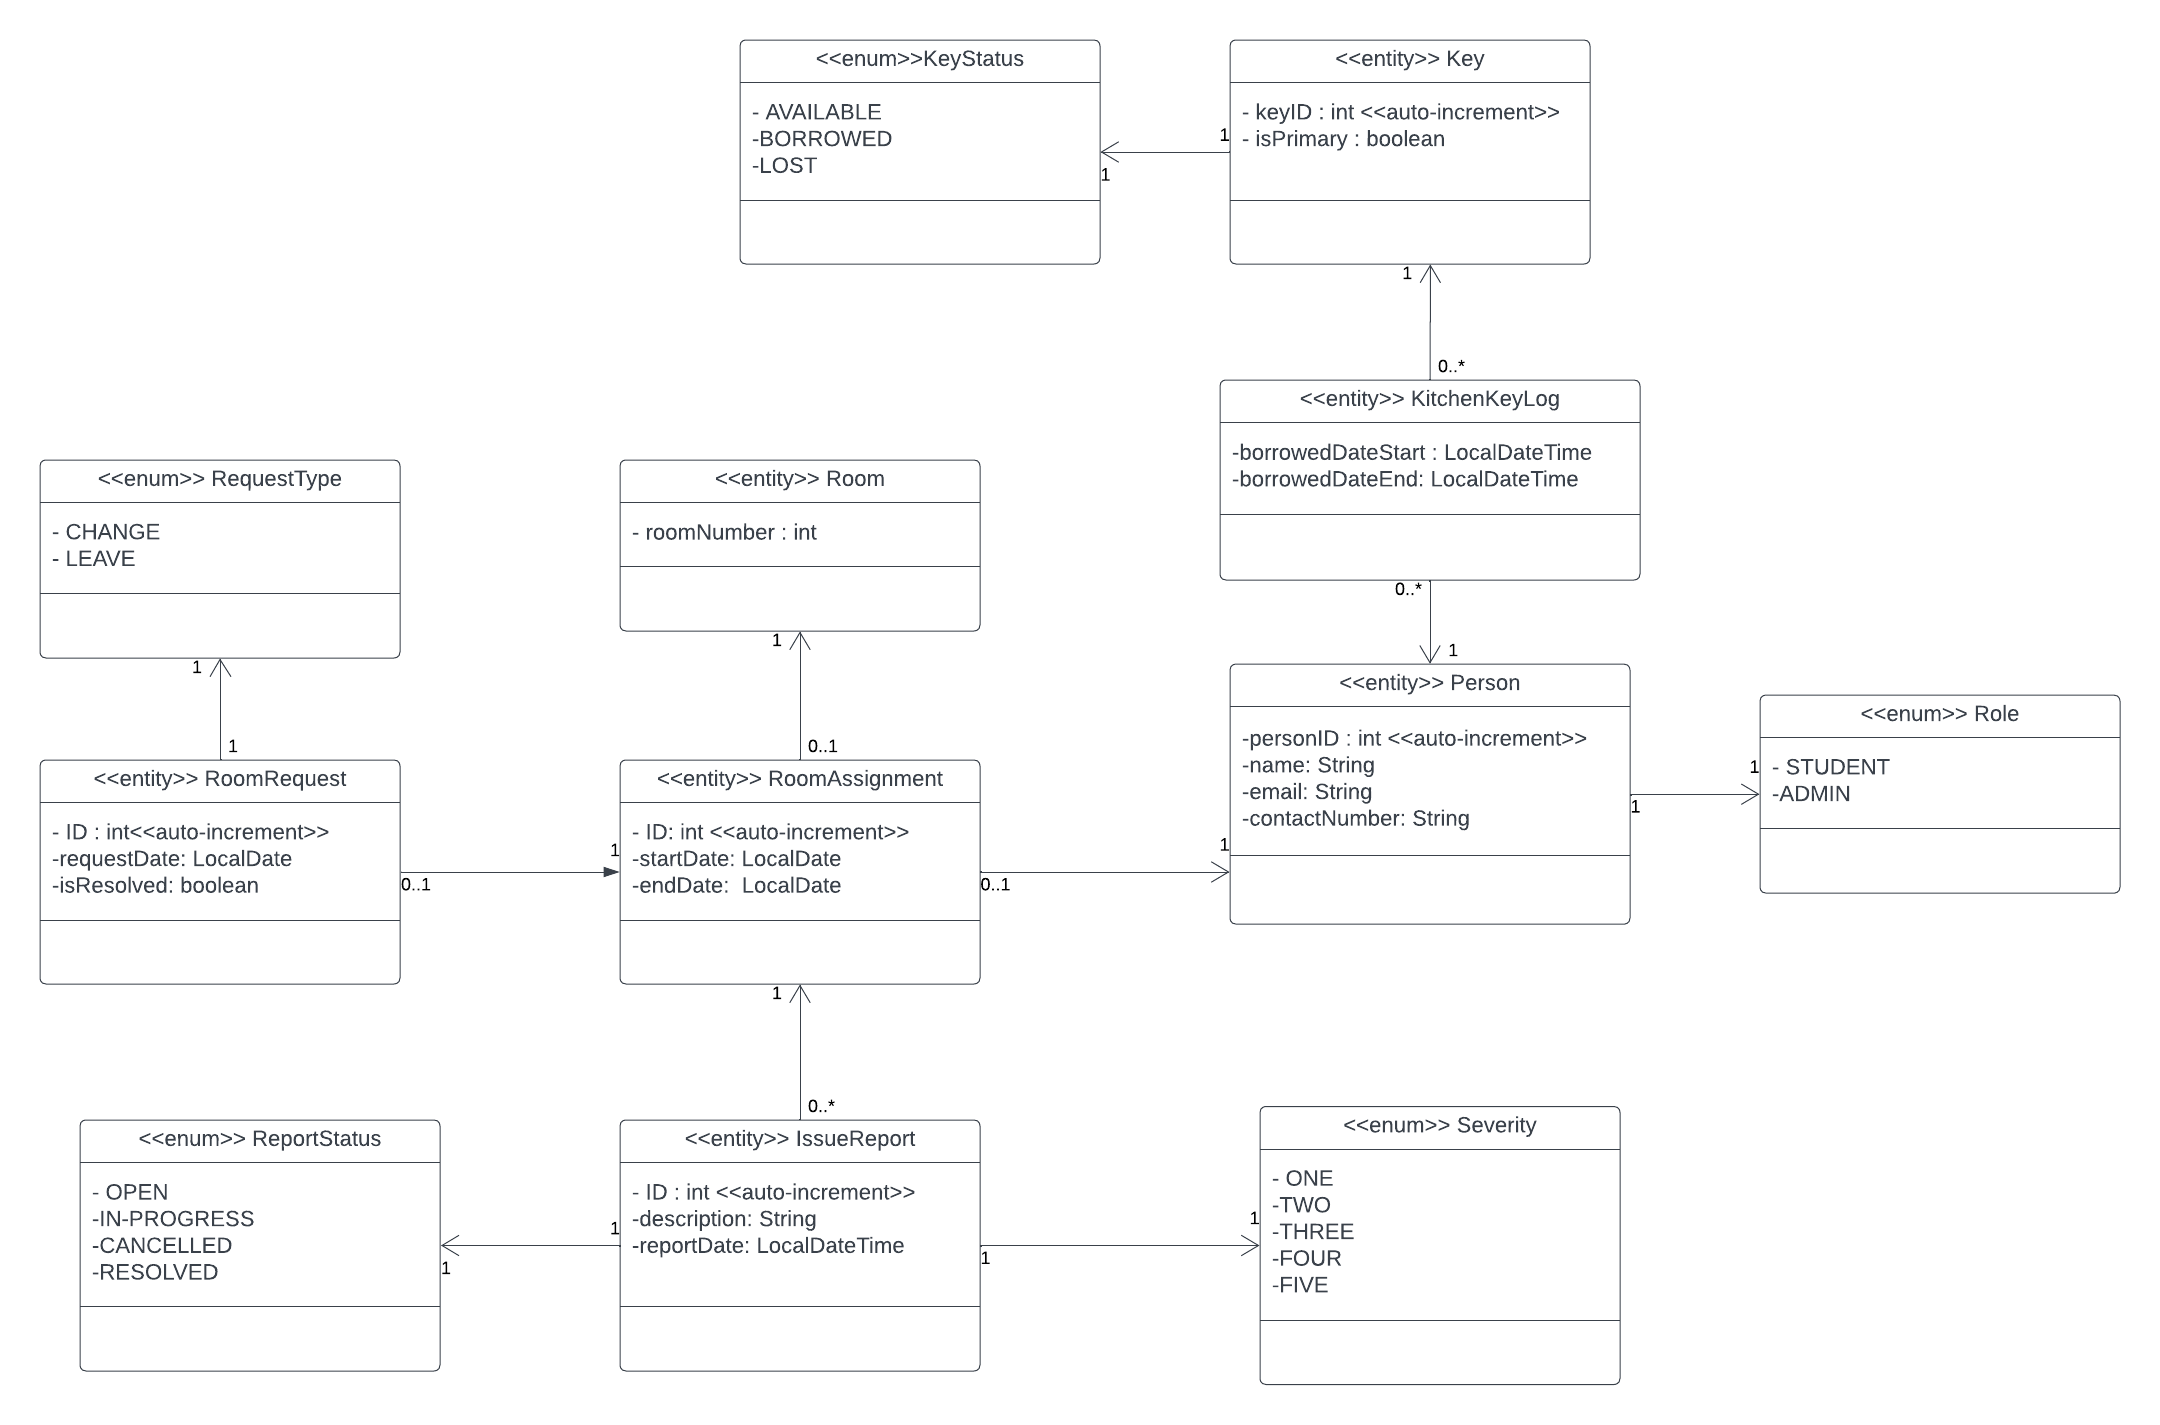 <<enum>>KeyStatus
- AVAILABLE
-BORROWED
-LOST
1
1
<<entity>> Key
- keyID : int <<auto-increment>>
- isPrimary : boolean
1
0..*
<<entity>> KitchenKeyLog
-borrowedDateStart : LocalDateTime
-borrowedDateEnd: LocalDateTime
0..*
1
<<enum>> RequestType
- CHANGE
- LEAVE
1
1
<<entity>> Room
- roomNumber : int
1
0..1
<<entity>> RoomRequest
- ID : int<<auto-increment>>
-requestDate: LocalDate
-isResolved: boolean
0..1
1
<<entity>> RoomAssignment
- ID: int <<auto-increment>>
-startDate: LocalDate
-endDate:  LocalDate
0..1
1
<<entity>> Person
-personID : int <<auto-increment>>
-name: String
-email: String
-contactNumber: String
1
1
<<enum>> Role
- STUDENT
-ADMIN
1
0..*
<<enum>> ReportStatus
- OPEN
-IN-PROGRESS
-CANCELLED
-RESOLVED
1
1
<<entity>> IssueReport
- ID : int <<auto-increment>>
-description: String
-reportDate: LocalDateTime
1
1
<<enum>> Severity
- ONE
-TWO
-THREE
-FOUR
-FIVE